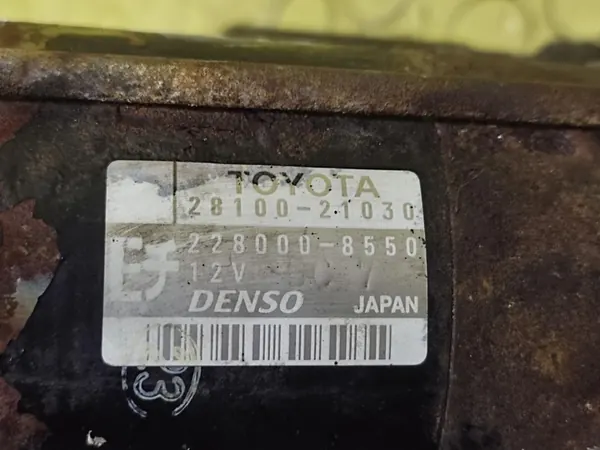 TOYOTA
28100-21030
228000-8550
12V
DENSO JAPAN